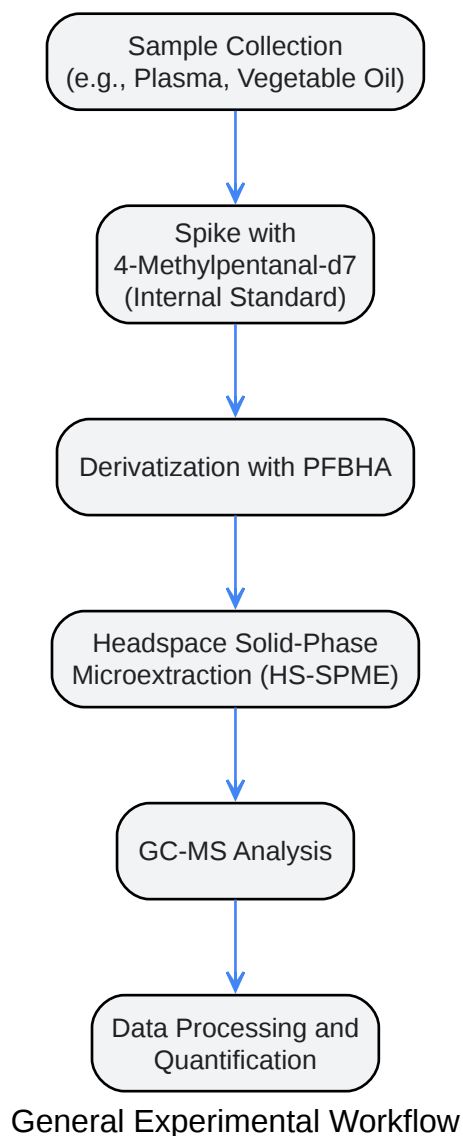 Sample Collection
(e.g., Plasma, Vegetable Oil)
Spike with
4-Methylpentanal-d7
(Internal Standard)
Derivatization with PFBHA
Headspace Solid-Phase
Microextraction (HS-SPME)
GC-MS Analysis
Data Processing and
Quantification
General Experimental Workflow